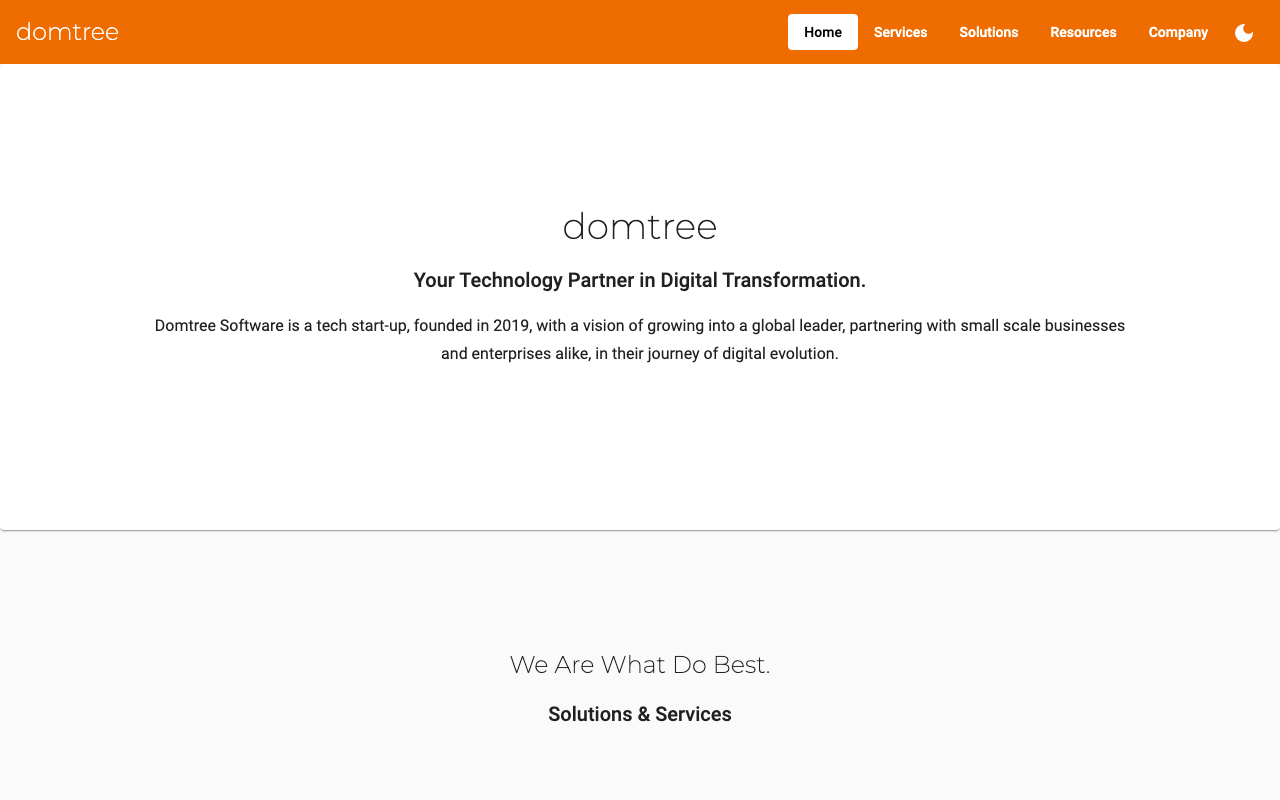 domtree
Home
Services
Solutions
Resources
Company
domtree
Your Technology Partner in Digital Transformation.
Domtree Software is a tech start-up, founded in 2019, with a vision of growing into a global leader, partnering with small scale businesses
and enterprises alike, in their journey of digital evolution.
We Are What Do Best.
Solutions & Services